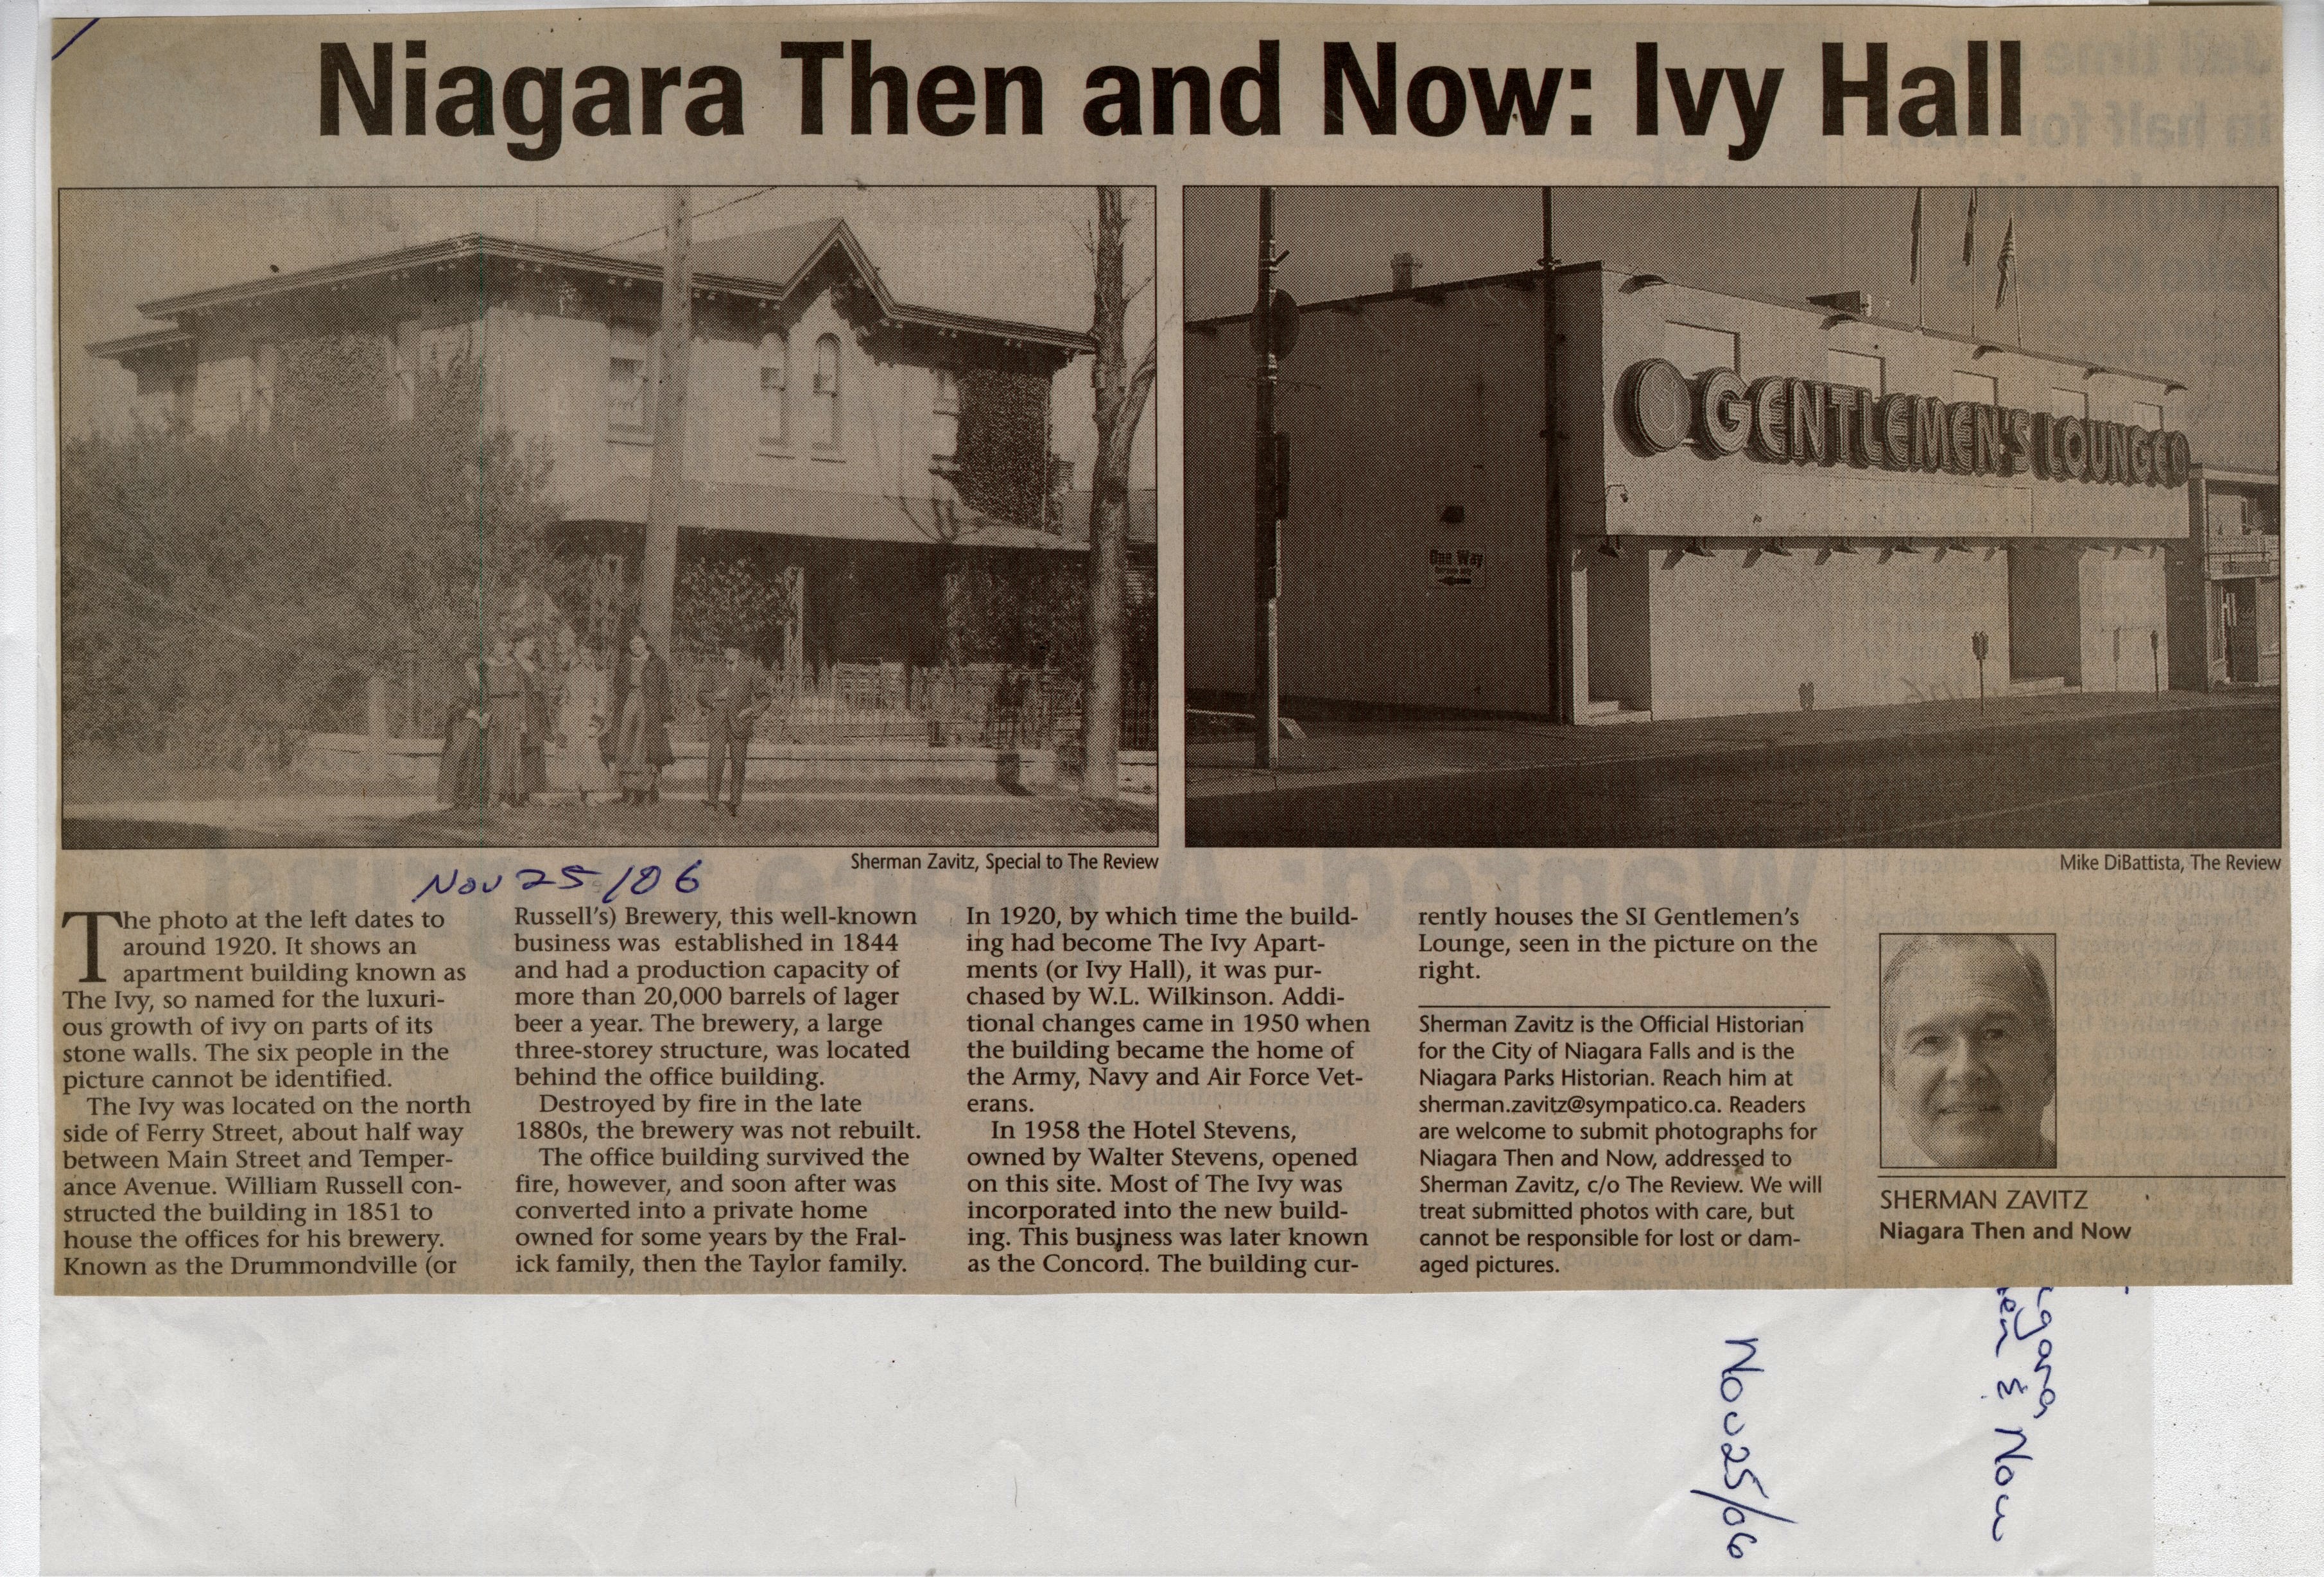 Niagara Then and Now: Ivy Hall
GENTLEMEN'S LOUNGE
One Way
Sherman Zavitz, Special to The Review
Mike DiBattista, The Review
Nov 25/06
The photo at the left dates to
around 1920. It shows an
apartment building known as
The Ivy, so named for the luxuri-
ous growth of ivy on parts of its
stone walls. The six people in the
picture cannot be identified.
The Ivy was located on the north
side of Ferry Street, about half way
between Main Street and Temper-
ance Avenue. William Russell con-
structed the building in 1851 to
house the offices for his brewery.
Known as the Drummondville (or
Russell's) Brewery, this well-known
business was established in 1844
and had a production capacity of
more than 20,000 barrels of lager
beer a year. The brewery, a large
three-storey structure, was located
behind the office building.
Destroyed by fire in the late
1880s, the brewery was not rebuilt.
The office building survived the
fire, however, and soon after was
converted into a private home
owned for some years by the Fral-
ick family, then the Taylor family.
In 1920, by which time the build-
ing had become The Ivy Apart-
ments (or Ivy Hall), it was pur-
chased by W.L. Wilkinson. Addi-
tional changes came in 1950 when
the building became the home of
the Army, Navy and Air Force Vet-
erans.
In 1958 the Hotel Stevens,
owned by Walter Stevens, opened
on this site. Most of The Ivy was
incorporated into the new build-
ing. This business was later known
as the Concord. The building cur-
rently houses the SI Gentlemen's
Lounge, seen in the picture on the
right.
Sherman Zavitz is the Official Historian
for the City of Niagara Falls and is the
Niagara Parks Historian. Reach him at
sherman.zavitz@sympatico.ca. Readers
are welcome to submit photographs for
Niagara Then and Now, addressed to
Sherman Zavitz, c/o The Review. We will
treat submitted photos with care, but
cannot be responsible for lost or dam-
aged pictures.
SHERMAN ZAVITZ
Niagara Then and Now
& Now
Nov 25/06